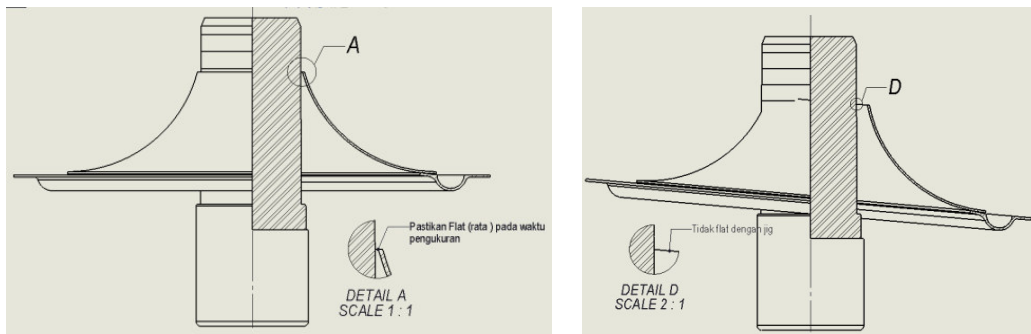 A
Pastikan Flat (rata ) pada waktu
pengukuran
DETAIL A
SCALE 1 : 1
D
Tidak flat dengan jig
DETAIL D
SCALE 2 : 1